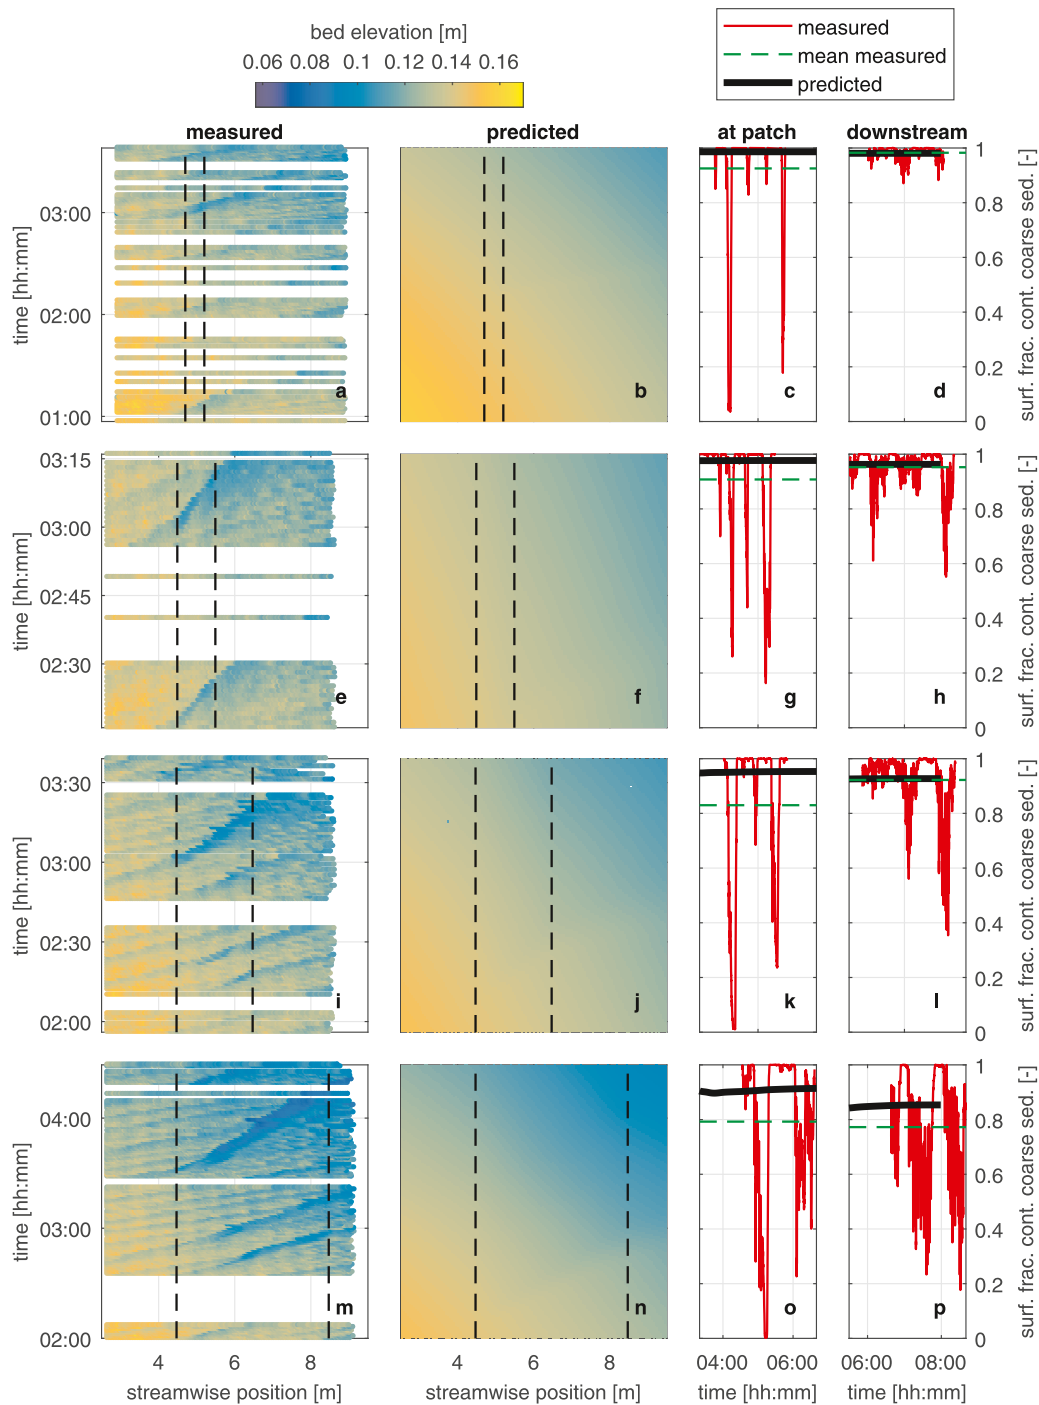 bed elevation [m]
0.06 0.08 0.1 0.12 0.14 0.16
measured
mean measured
predicted
measured
predicted
at patch
downstream
time [hh:mm]
03:00
02:00
01:00
a
b
c
d
1
0.8
0.6
0.4
0.2
0
surf. frac. cont. coarse sed. [-]
time [hh:mm]
03:15
03:00
02:45
02:30
e
f
g
h
1
0.8
0.6
0.4
0.2
0
surf. frac. cont. coarse sed. [-]
time [hh:mm]
03:30
03:00
02:30
02:00
i
j
k
l
1
0.8
0.6
0.4
0.2
0
surf. frac. cont. coarse sed. [-]
time [hh:mm]
04:00
03:00
02:00
m
n
o
p
1
0.8
0.6
0.4
0.2
0
surf. frac. cont. coarse sed. [-]
4 6 8
4 6 8
04:00 06:00
06:00 08:00
streamwise position [m]
streamwise position [m]
time [hh:mm]
time [hh:mm]